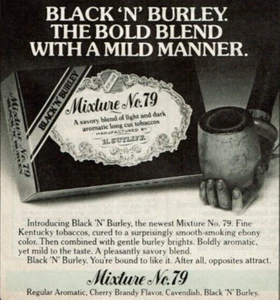 BLACK 'N' BURLEY.
THE BOLD BLEND
WITH A MILD MANNER.
BLACK 'N' BURLEY
Mixture No. 79
A savory blend of light and dark
aromatic long cut tobaccos
MANUFACTURED BY
H. SUTLIFF
Introducing Black 'N' Burley, the newest Mixture No. 79. Fine
Kentucky tobaccos, cured to a surprisingly smooth-smoking ebony
color. Then combined with gentle burley brights. Boldly aromatic,
yet mild to the taste. A pleasantly savory blend.
Black 'N' Burley. You're bound to like it. After all, opposites attract.
Mixture No. 79
Regular Aromatic, Cherry Brandy Flavor, Cavendish, Black 'N' Burley.